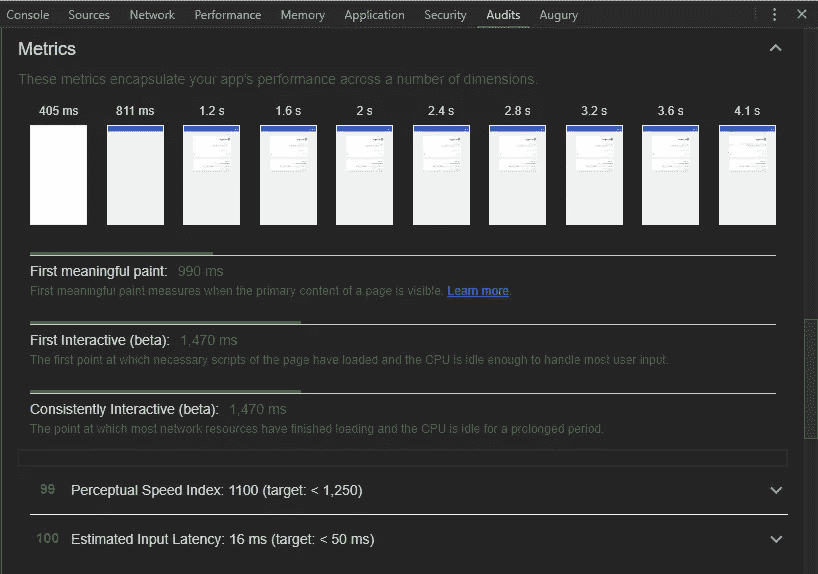 Console Sources Network Performance Memory Application Security Audits Augury
Metrics
These metrics encapsulate your app's performance across a number of dimensions.
405 ms 811 ms 1.2 s 1.6 s 2 s 2.4 s 2.8 s 3.2 s 3.6 s 4.1 s
First meaningful paint: 990 ms
First meaningful paint measures when the primary content of a page is visible. Learn more.
First Interactive (beta): 1,470 ms
The first point at which necessary scripts of the page have loaded and the CPU is idle enough to handle most user input.
Consistently Interactive (beta): 1,470 ms
The point at which most network resources have finished loading and the CPU is idle for a prolonged period.
99 Perceptual Speed Index: 1100 (target: < 1,250)
100 Estimated Input Latency: 16 ms (target: < 50 ms)